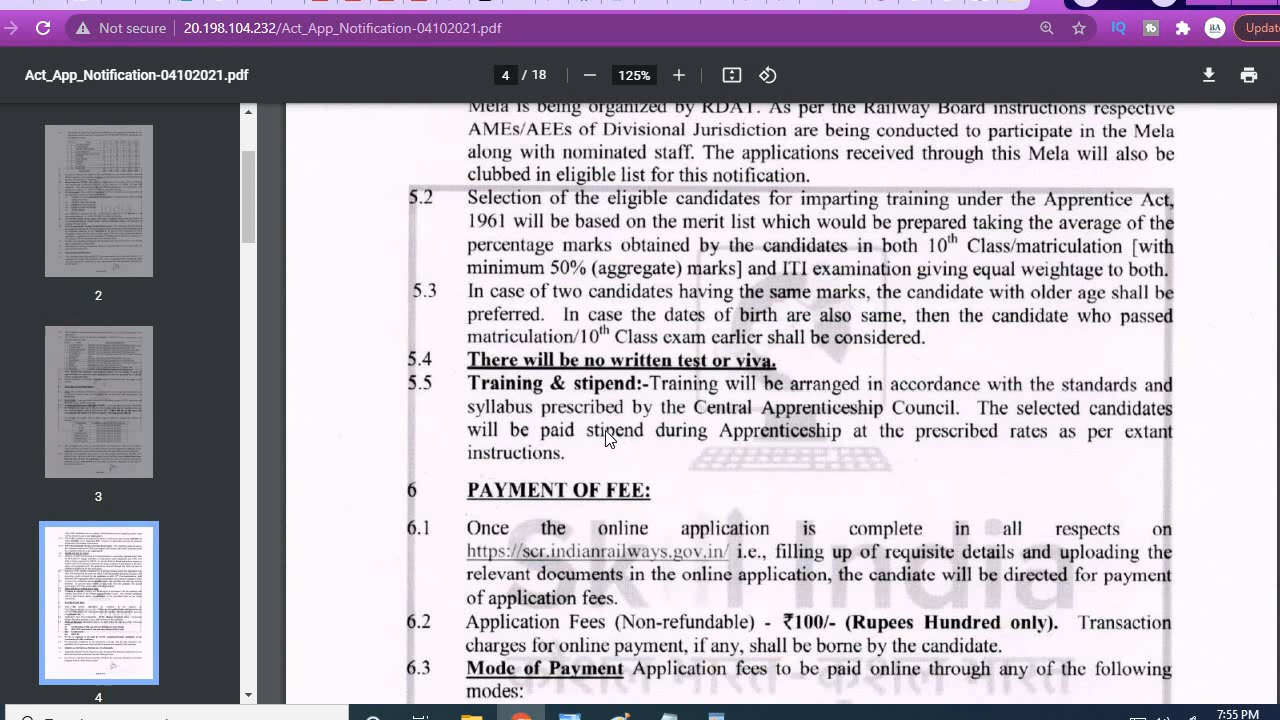 Not secure | 20.198.104.232/Act_App_Notification-04102021.pdf
IQ
tb
BA
Update
Act_App_Notification-04102021.pdf
4 / 18
125%
2
3
4
Mela is being organized by RDAT. As per the Railway Board instructions respective
AMEs/AEEs of Divisional Jurisdiction are being conducted to participate in the Mela
along with nominated staff. The applications received through this Mela will also be
clubbed in eligible list for this notification.
5.2 Selection of the eligible candidates for imparting training under the Apprentice Act,
1961 will be based on the merit list which would be prepared taking the average of the
percentage marks obtained by the candidates in both 10th Class/matriculation [with
minimum 50% (aggregate) marks] and ITI examination giving equal weightage to both.
5.3 In case of two candidates having the same marks, the candidate with older age shall be
preferred. In case the dates of birth are also same, then the candidate who passed
matriculation/10th Class exam earlier shall be considered.
5.4 There will be no written test or viva.
5.5 Training & stipend:-Training will be arranged in accordance with the standards and
syllabus prescribed by the Central Apprenticeship Council. The selected candidates
will be paid stipend during Apprenticeship at the prescribed rates as per extant
instructions.
6 PAYMENT OF FEE:
6.1 Once the online application is complete in all respects on
https://scr.indianrailways.gov.in/ i.e., filling up of requisite details and uploading the
relevant documents in the online application the candiate will be directed for payment
of application fees.
6.2 Application Fees (Non-refundable) - ₹100/- (Rupees Hundred only). Transaction
charges for online payment, if any, shall be borne by the candidate.
6.3 Mode of Payment Application fees to be paid online through any of the following
modes:
7:55 PM